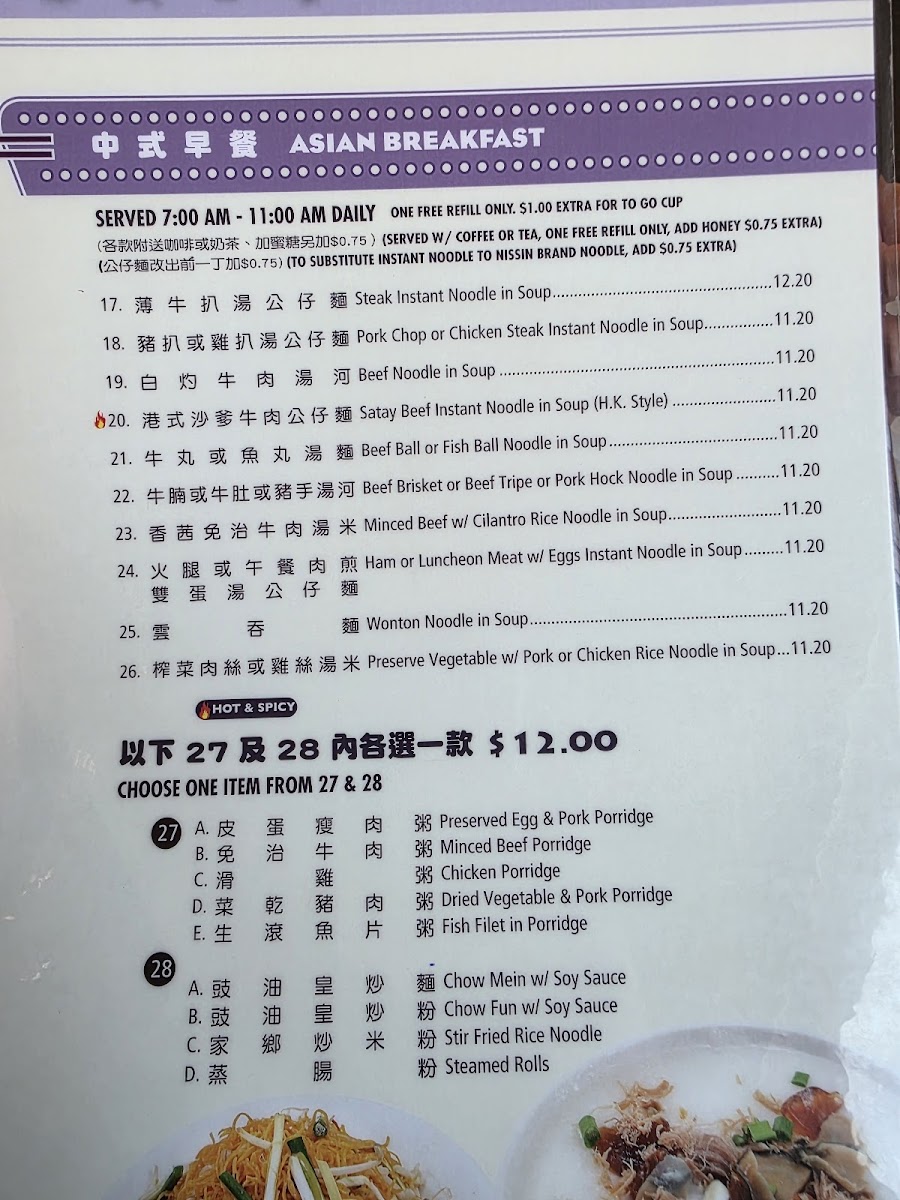 中式早餐 ASIAN BREAKFAST
SERVED 7:00 AM - 11:00 AM DAILY ONE FREE REFILL ONLY. $1.00 EXTRA FOR TO GO CUP
(各款附送咖啡或奶茶、加蜜糖另加$0.75) (SERVED W/ COFFEE OR TEA, ONE FREE REFILL ONLY, ADD HONEY $0.75 EXTRA)
(公仔麵改出前一丁加$0.75) (TO SUBSTITUTE INSTANT NOODLE TO NISSIN BRAND NOODLE, ADD $0.75 EXTRA)
17. 薄牛扒湯公仔麵 Steak Instant Noodle in Soup..........12.20
18. 豬扒或雞扒湯公仔麵 Pork Chop or Chicken Steak Instant Noodle in Soup..........11.20
19. 白灼牛肉湯河 Beef Noodle in Soup ..........11.20
20. 港式沙爹牛肉公仔麵 Satay Beef Instant Noodle in Soup (H.K. Style) ..........11.20
21. 牛丸或魚丸湯麵 Beef Ball or Fish Ball Noodle in Soup..........11.20
22. 牛腩或牛肚或豬手湯河 Beef Brisket or Beef Tripe or Pork Hock Noodle in Soup ..........11.20
23. 香茜免治牛肉湯米 Minced Beef w/ Cilantro Rice Noodle in Soup..........11.20
24. 火腿或午餐肉煎 Ham or Luncheon Meat w/ Eggs Instant Noodle in Soup.........11.20
雙蛋湯公仔麵
25. 雲吞麵 Wonton Noodle in Soup..........11.20
26. 榨菜肉絲或雞絲湯米 Preserve Vegetable w/ Pork or Chicken Rice Noodle in Soup...11.20
HOT & SPICY
以下 27 及 28 內各選一款 $12.00
CHOOSE ONE ITEM FROM 27 & 28
27 A. 皮蛋瘦肉粥 Preserved Egg & Pork Porridge
B. 免治牛肉粥 Minced Beef Porridge
C. 滑雞粥 Chicken Porridge
D. 菜乾豬肉粥 Dried Vegetable & Pork Porridge
E. 生滾魚片粥 Fish Filet in Porridge
28
A. 豉油皇炒麵 Chow Mein w/ Soy Sauce
B. 豉油皇炒粉 Chow Fun w/ Soy Sauce
C. 家鄉炒米粉 Stir Fried Rice Noodle
D. 蒸腸粉 Steamed Rolls